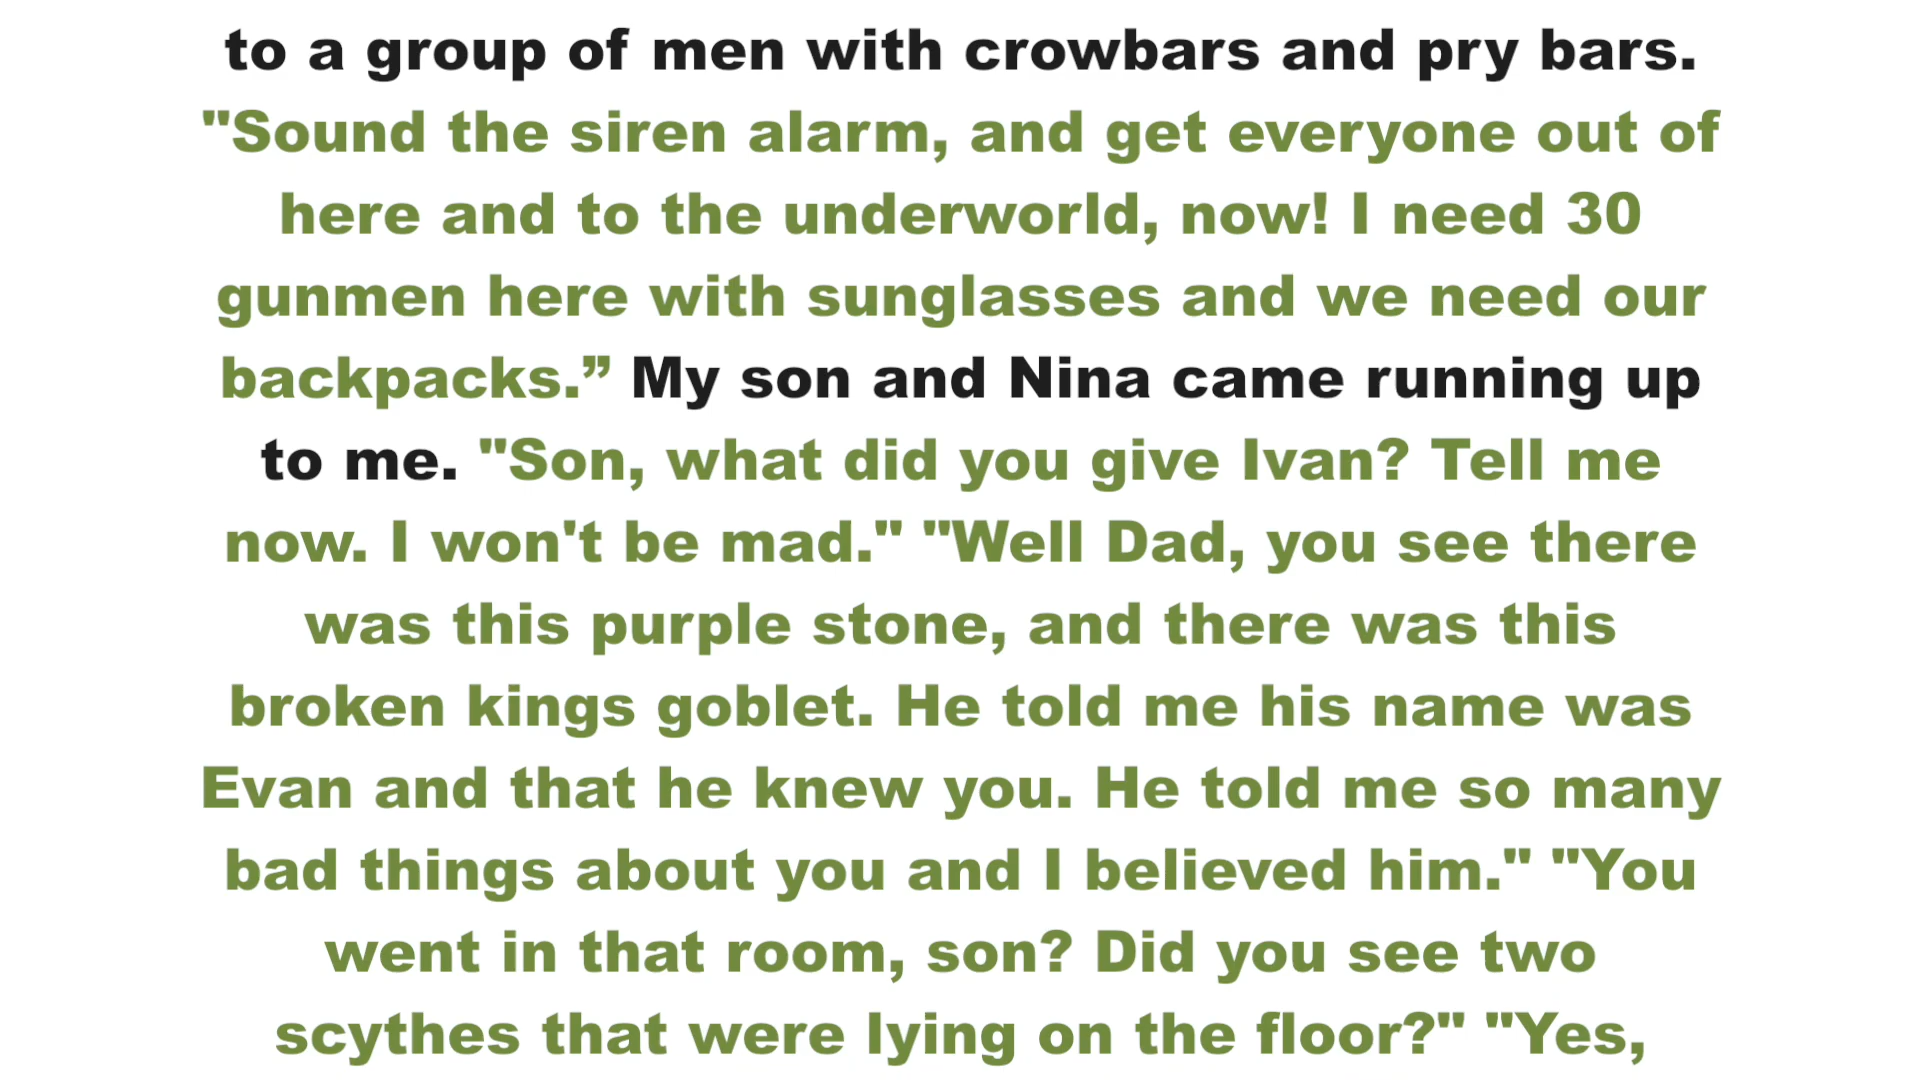 to a group of men with crowbars and pry bars.
"Sound the siren alarm, and get everyone out of
here and to the underworld, now! I need 30
gunmen here with sunglasses and we need our
backpacks.” My son and Nina came running up
to me. "Son, what did you give Ivan? Tell me
now. I won't be mad." "Well Dad, you see there
was this purple stone, and there was this
broken kings goblet. He told me his name was
Evan and that he knew you. He told me so many
bad things about you and I believed him." "You
went in that room, son? Did you see two
scythes that were lying on the floor?" "Yes,